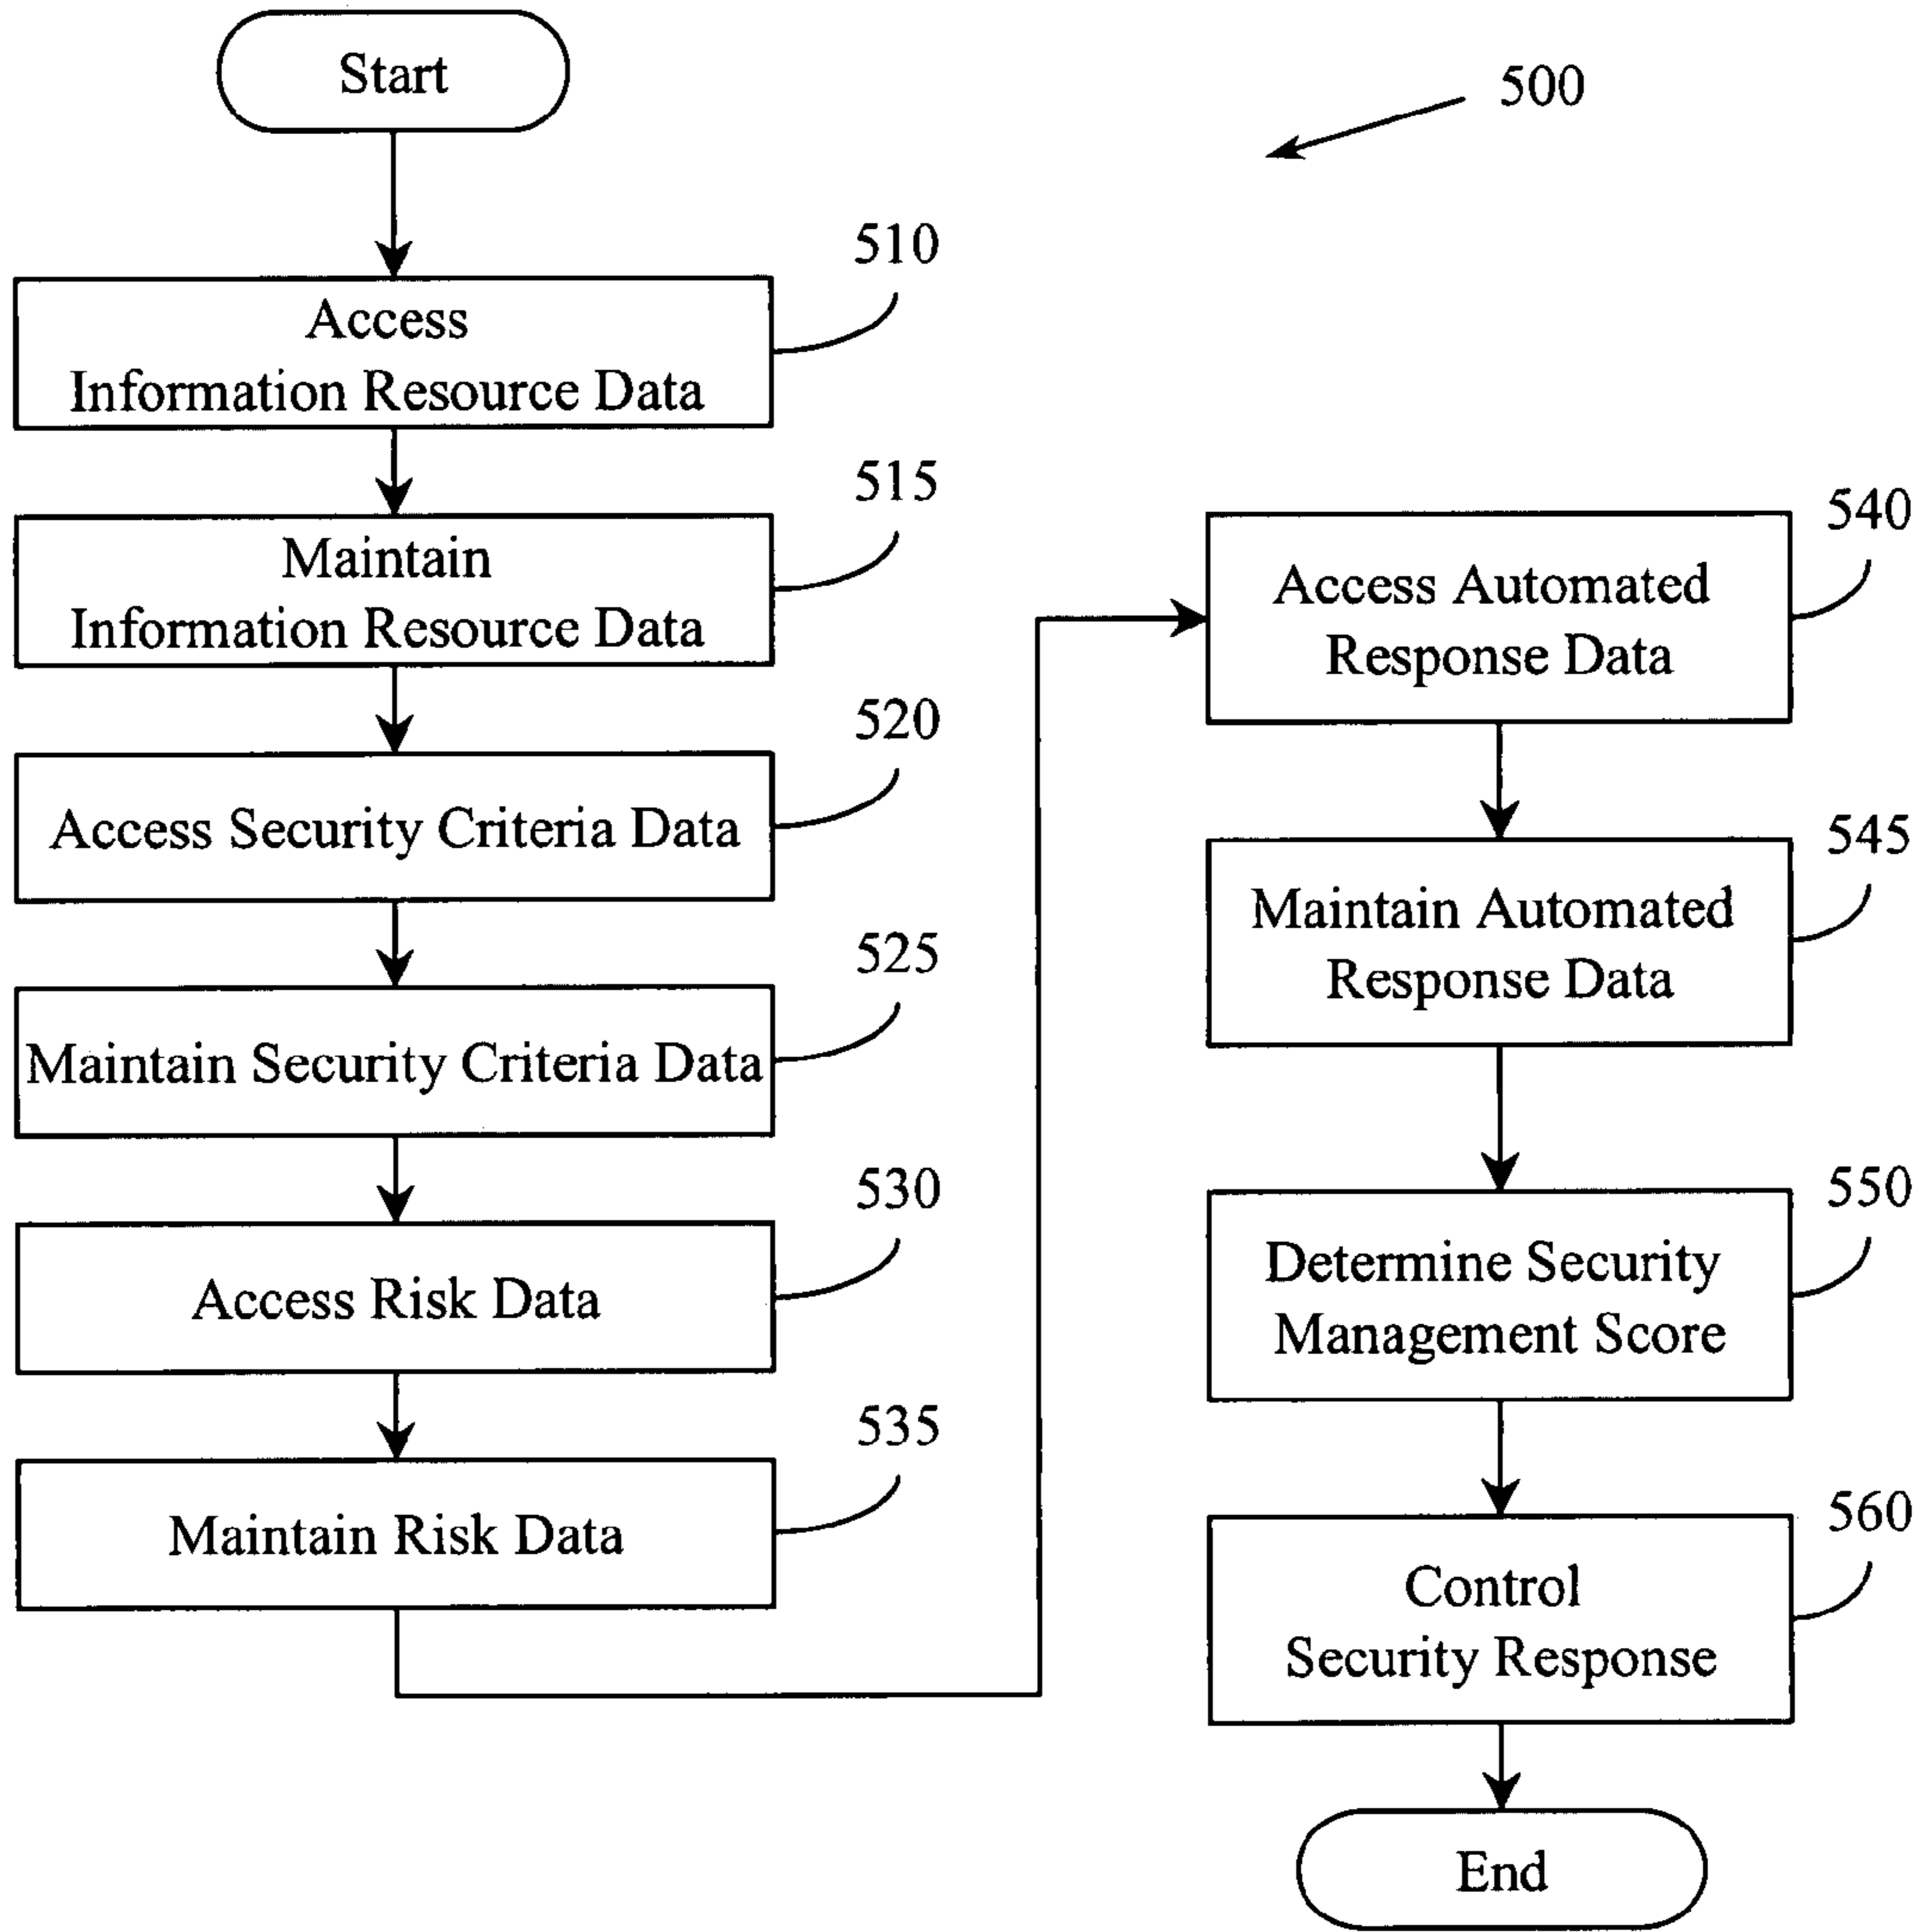 Start
500
510
Access
Information Resource Data
515
Maintain
Information Resource Data
520
Access Security Criteria Data
525
Maintain Security Criteria Data
530
Access Risk Data
535
Maintain Risk Data
540
Access Automated
Response Data
545
Maintain Automated
Response Data
550
Determine Security
Management Score
560
Control
Security Response
End